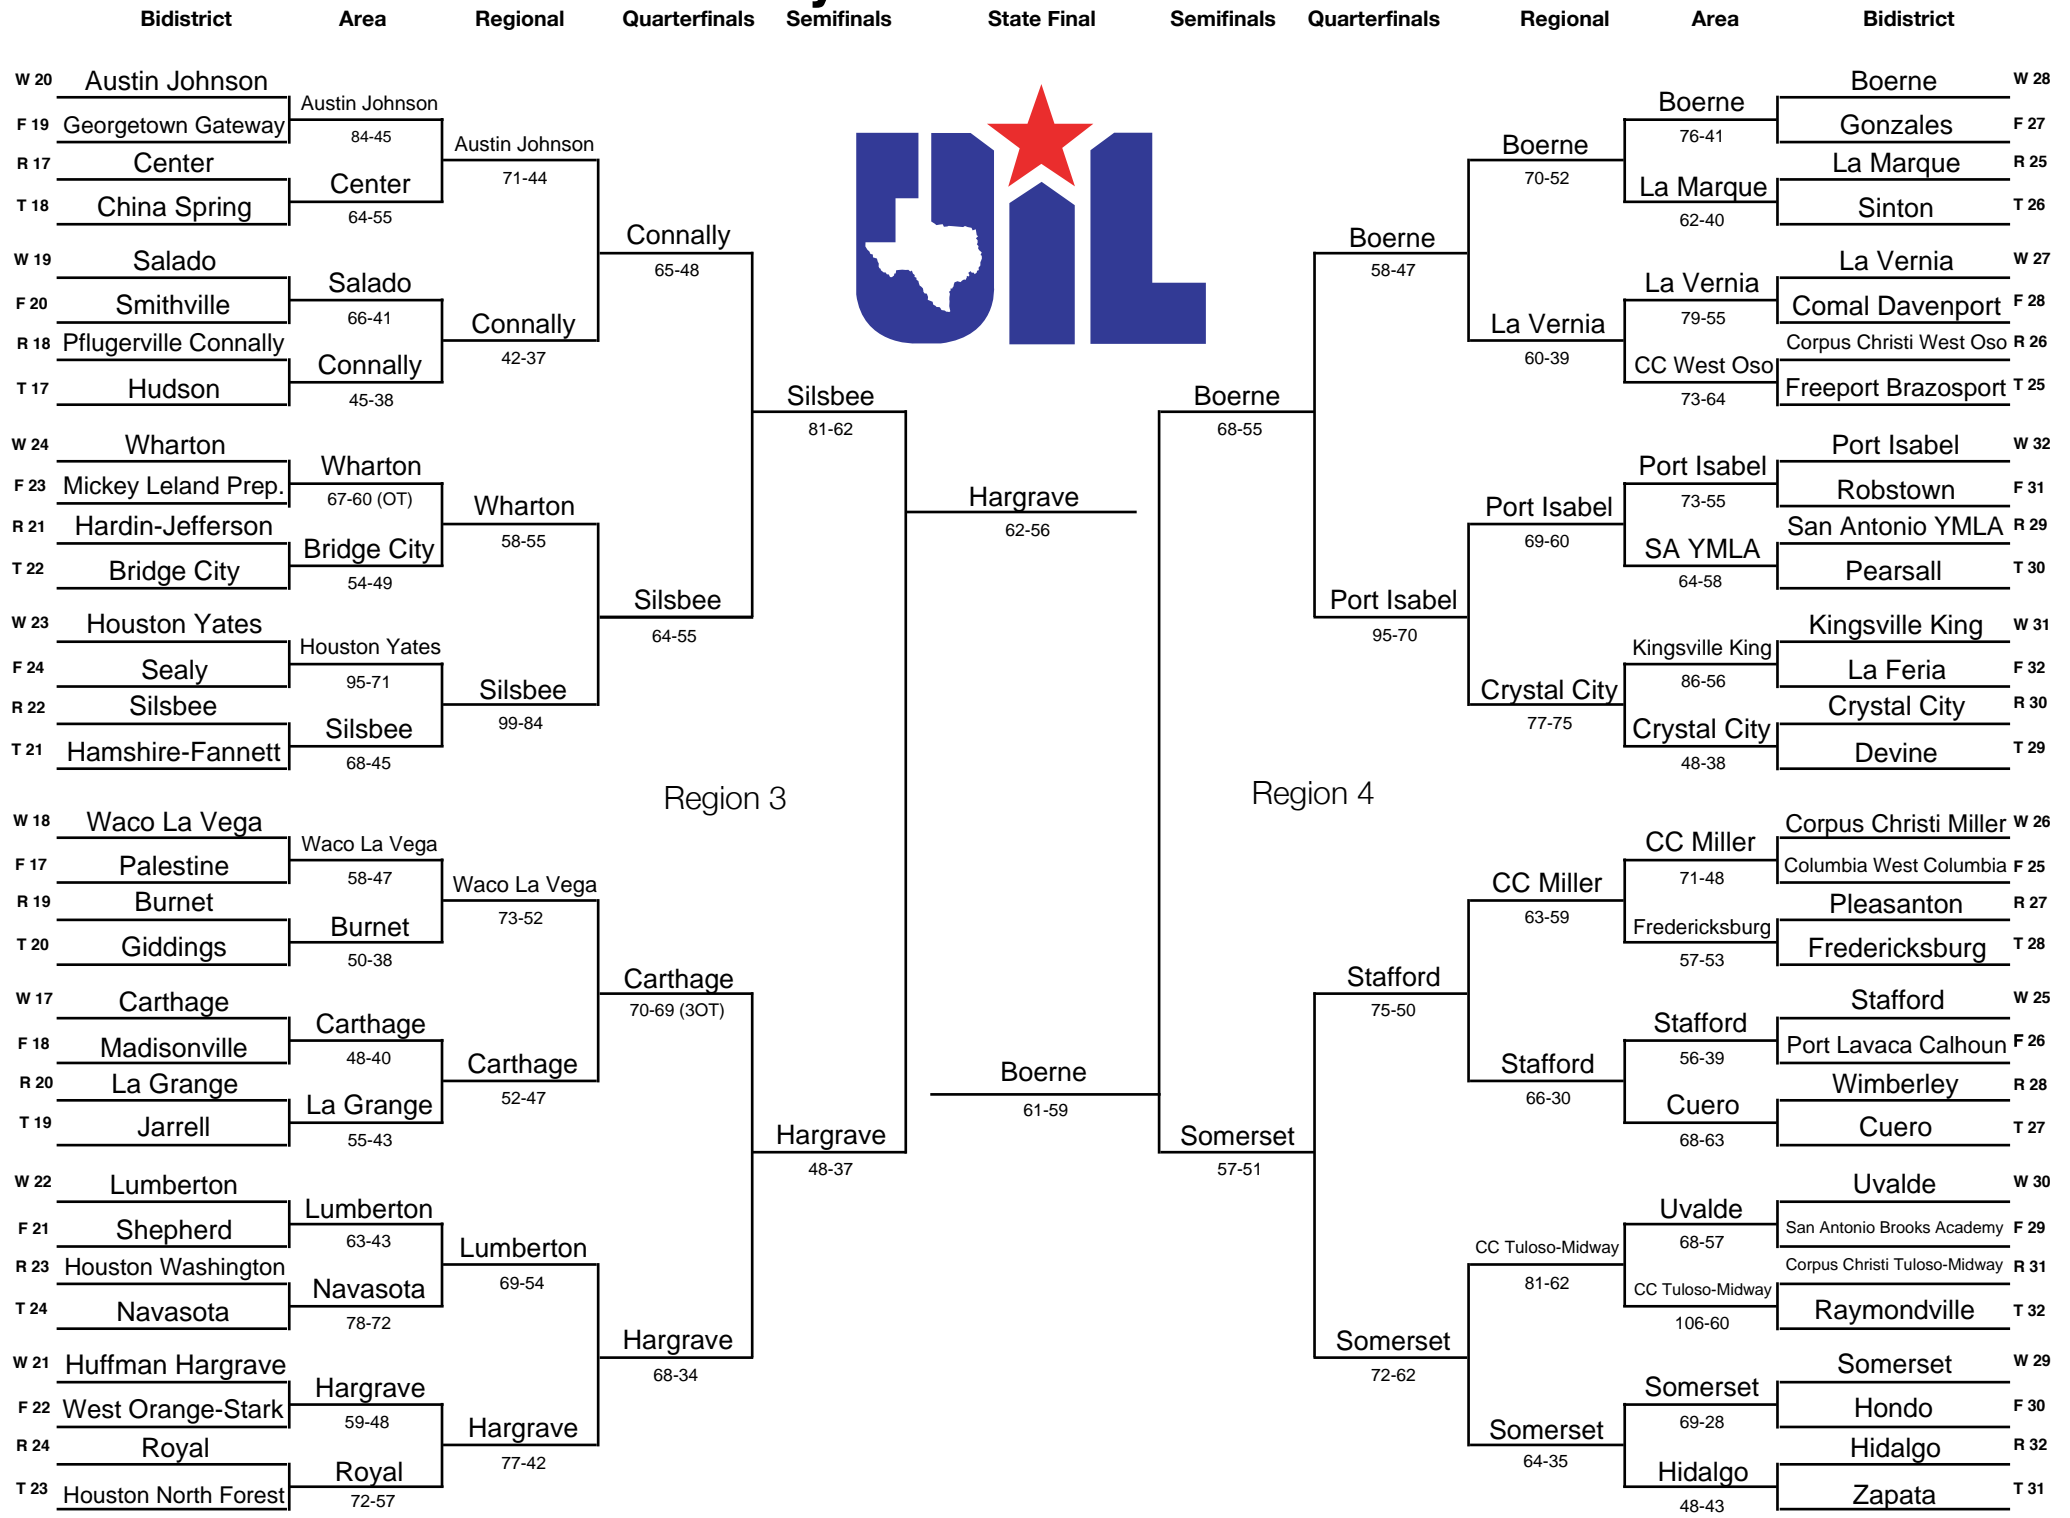 Bidistrict Area Regional Quarterfinals Semifinals State Final Semifinals Quarterfinals Regional Area Bidistrict
W 20 Austin Johnson
Austin Johnson
F 19 Georgetown Gateway
84-45
Austin Johnson
R 17 Center
71-44
Center
T 18 China Spring
64-55
Connally
65-48
W 19 Salado
Salado
F 20 Smithville
66-41
Connally
R 18 Pflugerville Connally
42-37
Connally
T 17 Hudson
45-38
Silsbee
81-62
W 24 Wharton
Wharton
F 23 Mickey Leland Prep.
67-60 (OT)
Wharton
R 21 Hardin-Jefferson
58-55
Bridge City
T 22 Bridge City
54-49
Silsbee
64-55
W 23 Houston Yates
Houston Yates
F 24 Sealy
95-71
Silsbee
R 22 Silsbee
99-84
Silsbee
T 21 Hamshire-Fannett
68-45
Region 3
W 18 Waco La Vega
Waco La Vega
F 17 Palestine
58-47
Waco La Vega
R 19 Burnet
73-52
Burnet
T 20 Giddings
50-38
Carthage
70-69 (3OT)
W 17 Carthage
Carthage
F 18 Madisonville
48-40
Carthage
R 20 La Grange
52-47
La Grange
T 19 Jarrell
55-43
Hargrave
48-37
W 22 Lumberton
Lumberton
F 21 Shepherd
63-43
Lumberton
R 23 Houston Washington
69-54
Navasota
T 24 Navasota
78-72
Hargrave
68-34
W 21 Huffman Hargrave
Hargrave
F 22 West Orange-Stark
59-48
Hargrave
R 24 Royal
77-42
Royal
T 23 Houston North Forest
72-57
UIL
Hargrave
62-56
Boerne
61-59
Boerne W 28
Boerne
Gonzales F 27
76-41
Boerne
La Marque R 25
70-52
La Marque
Sinton T 26
62-40
Boerne
58-47
La Vernia W 27
La Vernia
Comal Davenport F 28
79-55
La Vernia
Corpus Christi West Oso R 26
60-39
CC West Oso
Freeport Brazosport T 25
73-64
Boerne
68-55
Port Isabel W 32
Port Isabel
Robstown F 31
73-55
Port Isabel
San Antonio YMLA R 29
69-60
SA YMLA
Pearsall T 30
64-58
Port Isabel
95-70
Kingsville King W 31
Kingsville King
La Feria F 32
86-56
Crystal City
Crystal City R 30
77-75
Crystal City
Devine T 29
48-38
Region 4
Corpus Christi Miller W 26
CC Miller
Columbia West Columbia F 25
71-48
CC Miller
Pleasanton R 27
63-59
Fredericksburg
Fredericksburg T 28
57-53
Stafford
75-50
Stafford W 25
Stafford
Port Lavaca Calhoun F 26
56-39
Stafford
Wimberley R 28
66-30
Cuero
Cuero T 27
68-63
Somerset
57-51
Uvalde W 30
Uvalde
San Antonio Brooks Academy F 29
68-57
CC Tuloso-Midway
Corpus Christi Tuloso-Midway R 31
81-62
CC Tuloso-Midway
Raymondville T 32
106-60
Somerset
72-62
Somerset W 29
Somerset
Hondo F 30
69-28
Somerset
Hidalgo R 32
64-35
Hidalgo
Zapata T 31
48-43